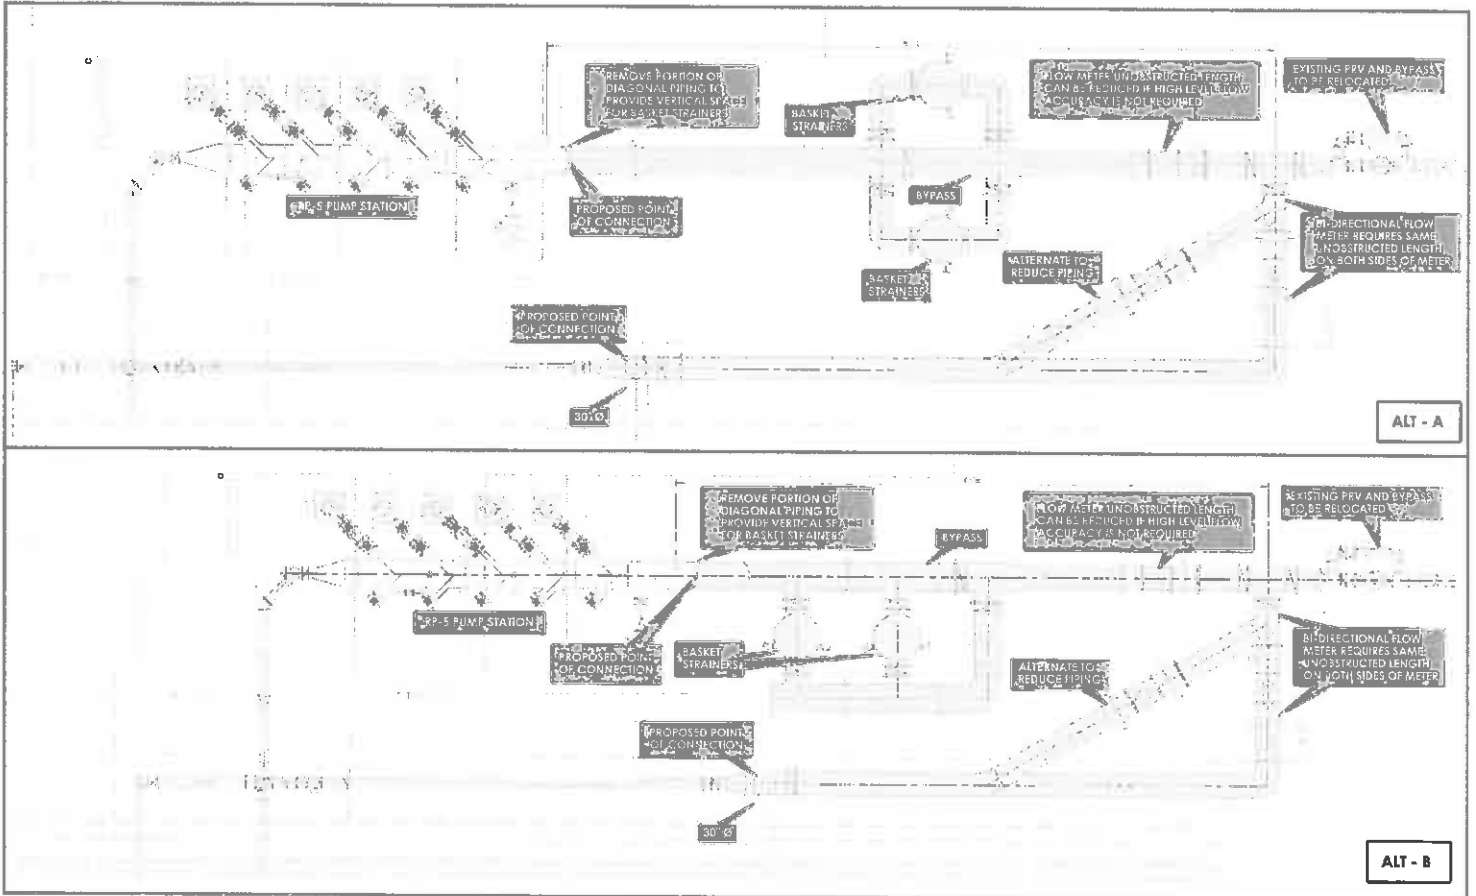 REMOVE PORTION OF
DIAGONAL PIPING TO
PROVIDE VERTICAL SPACE
FOR BASKET STRAINERS
BASKET
STRAINERS
FLOW METER UNOBSTRUCTED LENGTH
CAN BE REDUCED IF HIGH LEVEL FLOW
ACCURACY IS NOT REQUIRED
EXISTING PRV AND BYPASS
TO BE RELOCATED
RP-5 PUMP STATION
PROPOSED POINT
OF CONNECTION
BYPASS
BI-DIRECTIONAL FLOW
METER REQUIRES SAME
UNOBSTRUCTED LENGTH
ON BOTH SIDES OF METER
BASKET
STRAINERS
ALTERNATE TO
REDUCE PIPING
PROPOSED POINT
OF CONNECTION
30" Ø
ALT - A
REMOVE PORTION OF
DIAGONAL PIPING TO
PROVIDE VERTICAL SPACE
FOR BASKET STRAINERS
BYPASS
FLOW METER UNOBSTRUCTED LENGTH
CAN BE REDUCED IF HIGH LEVEL FLOW
ACCURACY IS NOT REQUIRED
EXISTING PRV AND BYPASS
TO BE RELOCATED
RP-5 PUMP STATION
PROPOSED POINT
OF CONNECTION
BASKET
STRAINERS
ALTERNATE TO
REDUCE PIPING
BI-DIRECTIONAL FLOW
METER REQUIRES SAME
UNOBSTRUCTED LENGTH
ON BOTH SIDES OF METER
PROPOSED POINT
OF CONNECTION
30" Ø
ALT - B